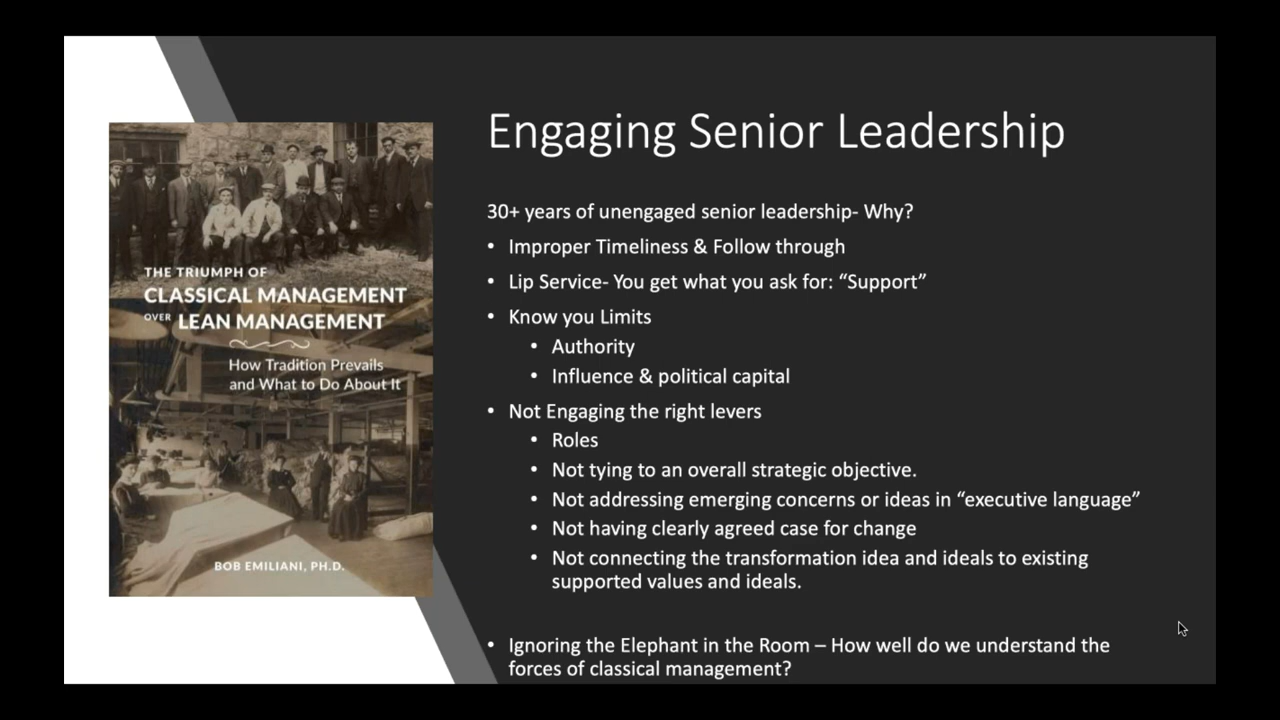 THE TRIUMPH OF
CLASSICAL MANAGEMENT
OVER LEAN MANAGEMENT
How Tradition Prevails
and What to Do About It
BOB EMILIANI, PH.D.
Engaging Senior Leadership
30+ years of unengaged senior leadership- Why?
• Improper Timeliness & Follow through
• Lip Service- You get what you ask for: “Support”
• Know you Limits
• Authority
• Influence & political capital
• Not Engaging the right levers
• Roles
• Not tying to an overall strategic objective.
• Not addressing emerging concerns or ideas in “executive language”
• Not having clearly agreed case for change
• Not connecting the transformation idea and ideals to existing
supported values and ideals.
• Ignoring the Elephant in the Room – How well do we understand the
forces of classical management?